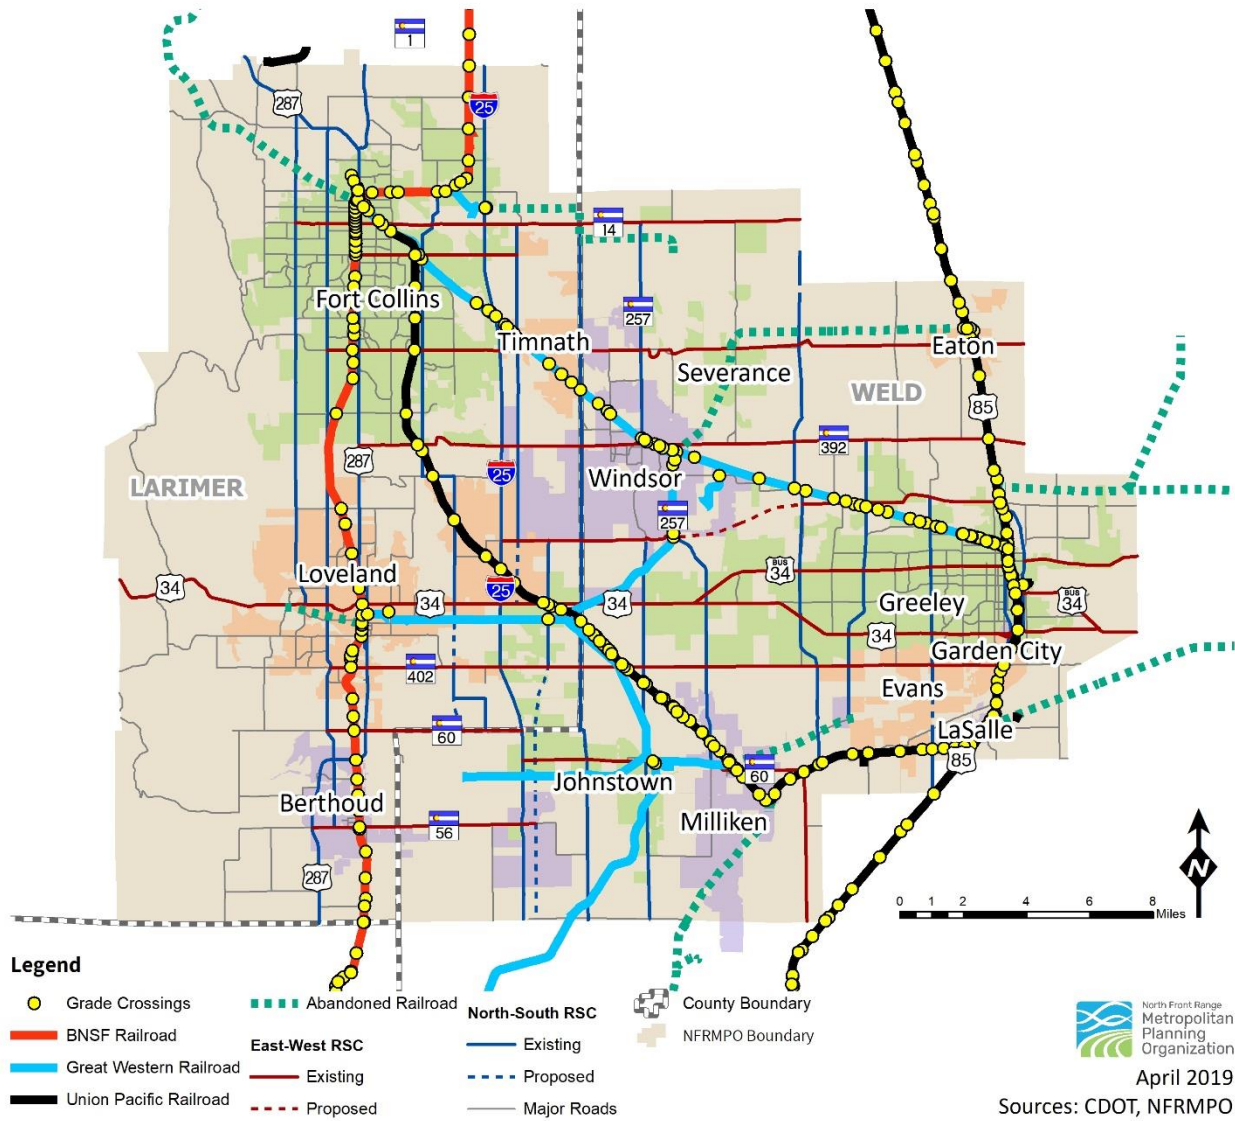 1
287
25
14
Fort Collins
257
Timnath
Eaton
Severance
WELD
85
287
392
LARIMER
25
Windsor
257
34
Loveland
25
34
34
BUS
34
Greeley
BUS
34
34
Garden City
402
Evans
60
LaSalle
85
60
Johnstown
Berthoud
56
Milliken
287
N
0 1 2 4 6 8
Miles
Legend
Grade Crossings
BNSF Railroad
Great Western Railroad
Union Pacific Railroad
Abandoned Railroad
East-West RSC
Existing
Proposed
North-South RSC
Existing
Proposed
Major Roads
County Boundary
NFRMPO Boundary
North Front Range
Metropolitan
Planning
Organization
April 2019
Sources: CDOT, NFRMPO